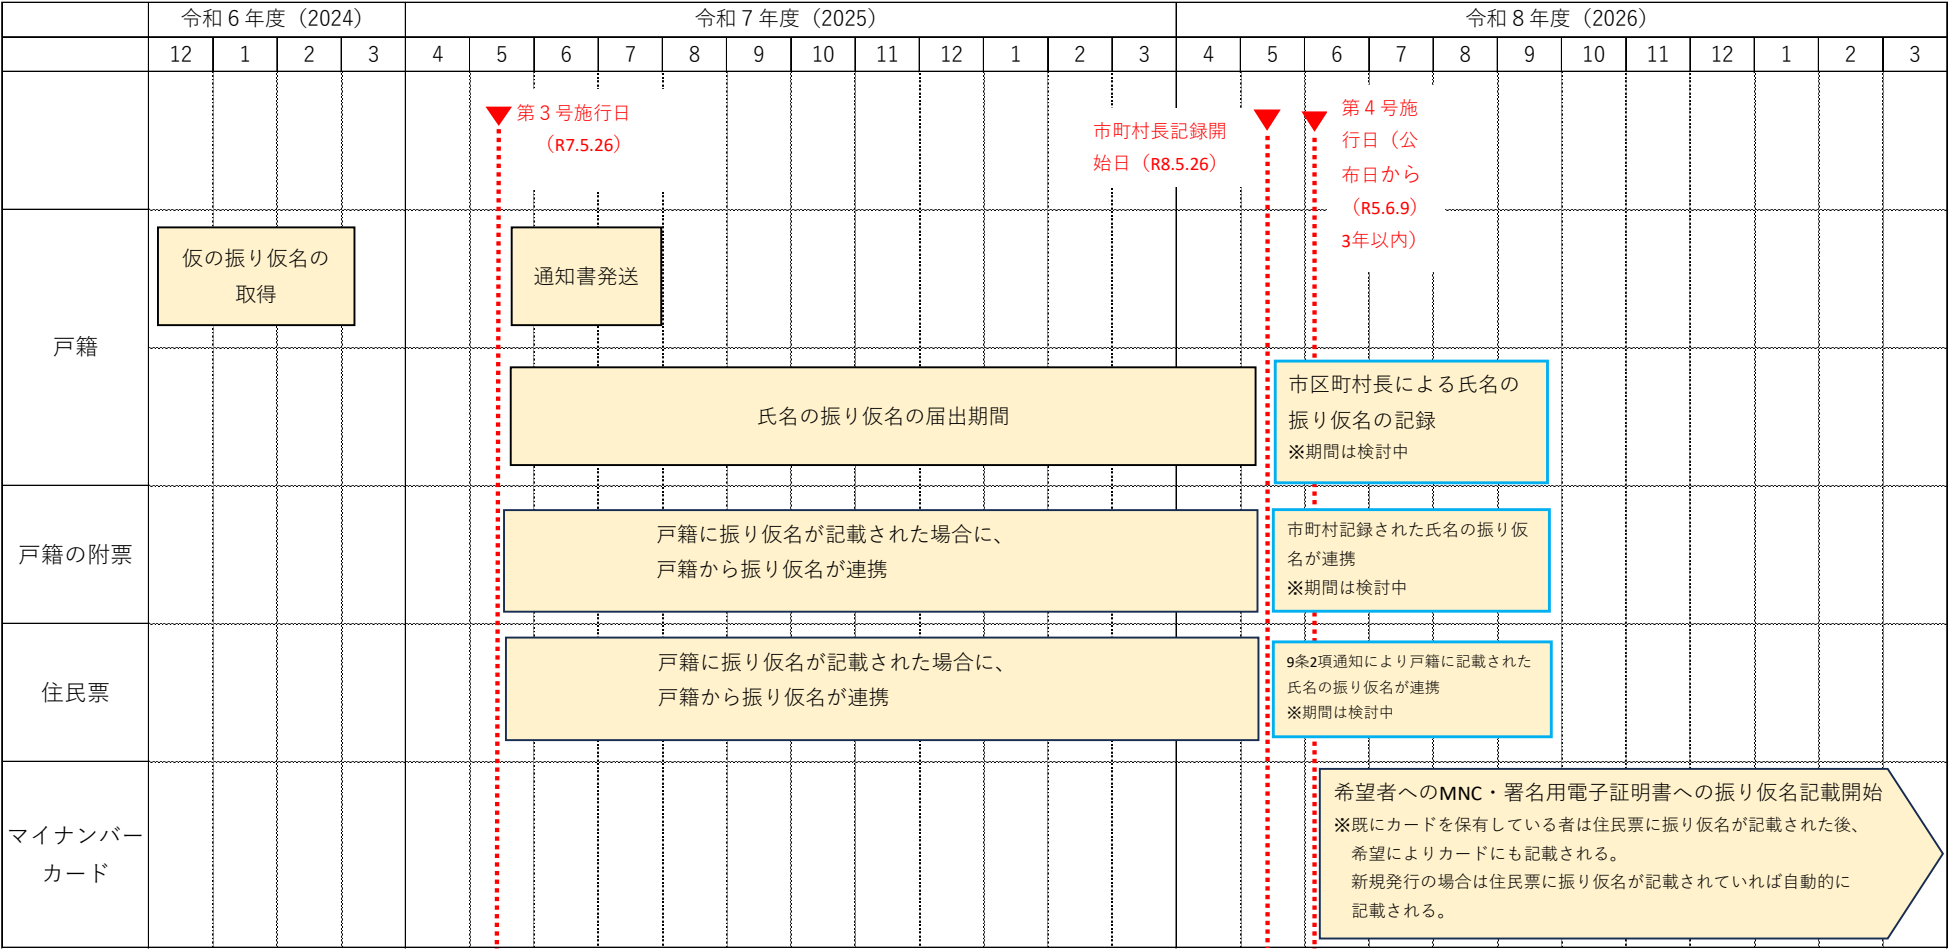 令和６年度（2024）
令和７年度（2025）
令和８年度（2026）
12 1 2 3 4 5 6 7 8 9 10 11 12 1 2 3 4 5 6 7 8 9 10 11 12 1 2 3
第３号施行日
（R7.5.26）
市町村長記録開
始日（R8.5.26）
第４号施
行日（公
布日から
（R5.6.9）
3年以内）
戸籍
仮の振り仮名の
取得
通知書発送
氏名の振り仮名の届出期間
市区町村長による氏名の
振り仮名の記録
※期間は検討中
戸籍の附票
戸籍に振り仮名が記載された場合に、
戸籍から振り仮名が連携
市町村記録された氏名の振り仮
名が連携
※期間は検討中
住民票
戸籍に振り仮名が記載された場合に、
戸籍から振り仮名が連携
9条2項通知により戸籍に記載された
氏名の振り仮名が連携
※期間は検討中
マイナンバー
カード
希望者へのMNC・署名用電子証明書への振り仮名記載開始
※既にカードを保有している者は住民票に振り仮名が記載された後、
希望によりカードにも記載される。
新規発行の場合は住民票に振り仮名が記載されていれば自動的に
記載される。